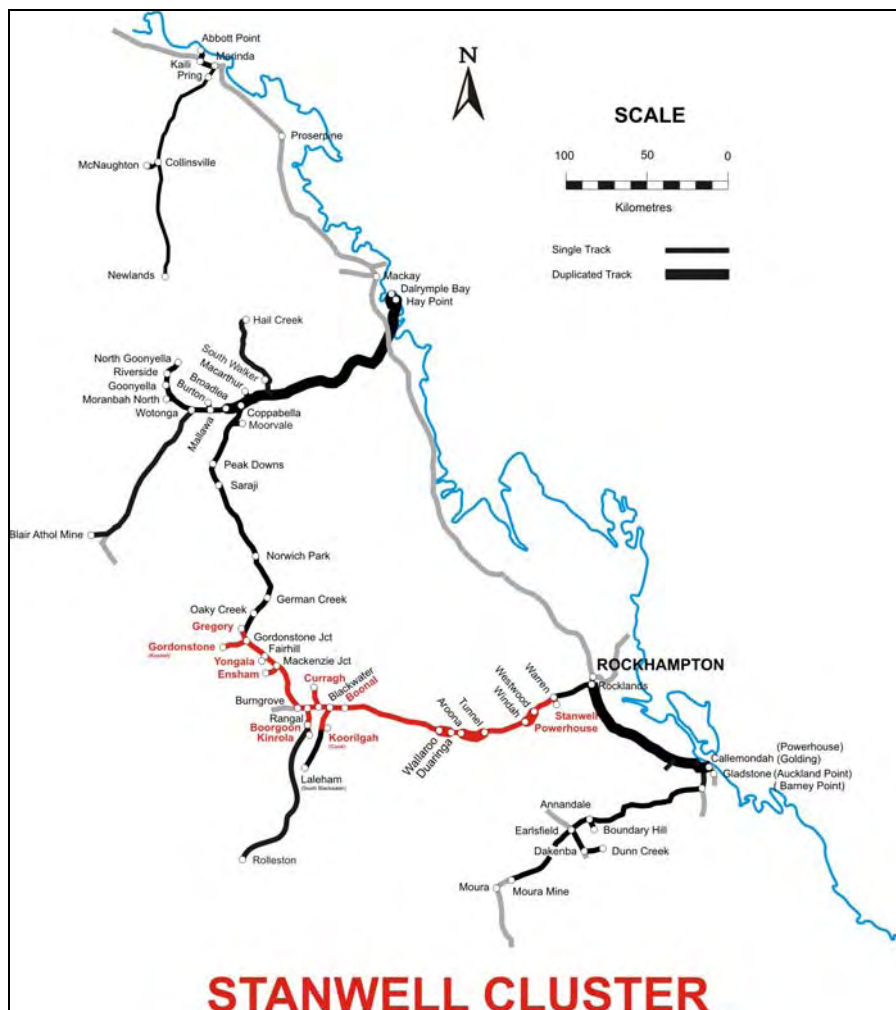 Abbott Point
Kaili
Merinda
Pring
N
SCALE
100
50
0
Kilometres
Proserpine
McNaughton
Collinsville
Single Track
Duplicated Track
Newlands
Mackay
Dalrymple Bay
Hay Point
Hail Creek
North Goonyella
Riverside
Goonyella
Moranbah North
Wotonga
Mallawa
Burton
Broadlea
Macarthur
South Walker
Coppabella
Moorvale
Peak Downs
Saraji
Blair Athol Mine
Norwich Park
German Creek
Oaky Creek
Gregory
Gordonstone Jct
Gordonstone
Fairhill
Yongala
Mackenzie Jct
Ensham
Curragh
Blackwater
Boonal
Burngrove
Rangal
Boorgoon
Kinrola
Koorilgah
(Cook)
Laleham
(South Blackwater)
Rolleston
Wallaroo
Duaringa
Aroona
Tunnel
Windah
Westwood
Warren
Stanwell
Powerhouse
ROCKHAMPTON
Rocklands
Callemondah
(Powerhouse)
(Golding)
Gladstone
(Auckland Point)
( Barney Point)
Annandale
Earlsfield
Boundary Hill
Dakenba
Dunn Creek
Moura
Moura Mine
STANWELL CLUSTER